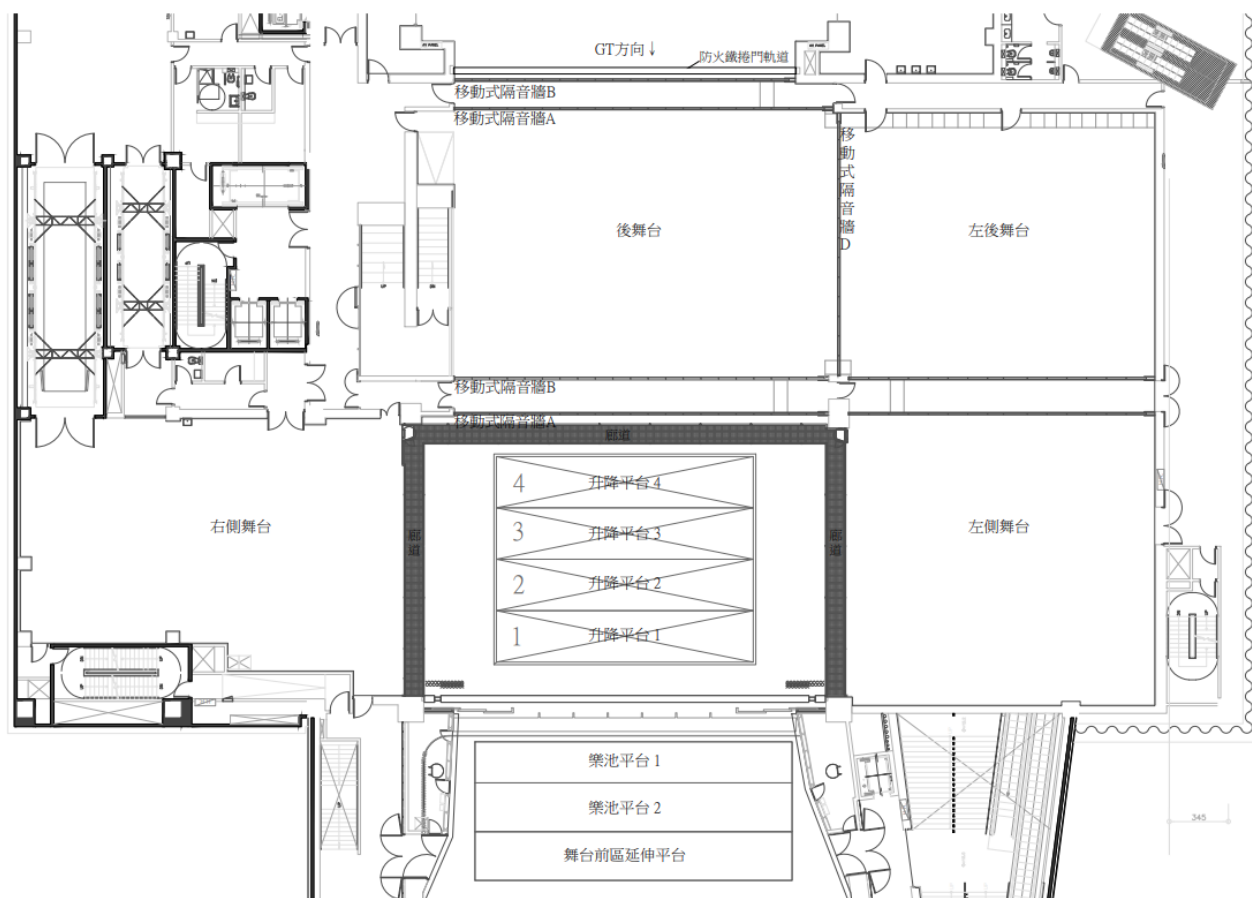 GT方向↓
防火鐵捲門軌道
移動式隔音牆B
移動式隔音牆A
移動式隔音牆D
後舞台
左後舞台
移動式隔音牆B
移動式隔音牆A
廊道
4 升降平台 4
3 升降平台 3
2 升降平台 2
1 升降平台 1
右側舞台
廊道
廊道
左側舞台
樂池平台 1
樂池平台 2
舞台前區延伸平台
345